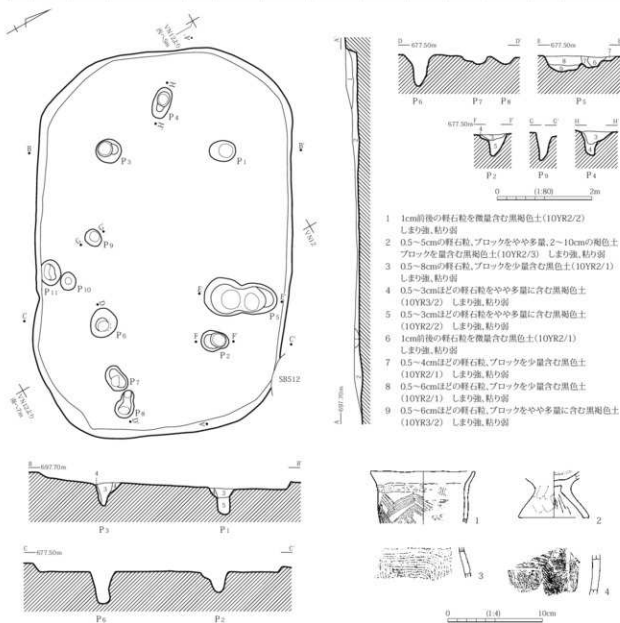 P4
P3
P1
P9
P11
P10
P5
P6
P2
P7
P8
SB512
VN12
D 677.50m D'
E 677.50m E'
P6 P7 P8
P5
677.50m
F F' G G' H H'
P2 P9 P4
0 (1:80) 2m
1 1cm前後の軽石粒を微量含む黒褐色土(10YR2/2)
しまり強、粘り弱
2 0.5~5cmの軽石粒、ブロックをやや多量、2~10cmの褐色土
ブロックを量含む黒褐色土(10YR2/3) しまり強、粘り弱
3 0.5~8cmの軽石粒、ブロックを少量含む黒色土(10YR2/1)
しまり強、粘り弱
4 0.5~3cmほどの軽石粒をやや多量に含む黒褐色土
(10YR3/2) しまり強、粘り弱
5 0.5~3cmほどの軽石粒をやや多量に含む黒褐色土
(10YR2/2) しまり強、粘り弱
6 1cm前後の軽石粒を微量含む黒色土(10YR2/1)
しまり強、粘り弱
7 0.5~4cmほどの軽石粒、ブロックを少量含む黒色土
(10YR2/1) しまり強、粘り弱
8 0.5~6cmほどの軽石粒、ブロックを少量含む黒色土
(10YR2/1) しまり強、粘り弱
9 0.5~6cmほどの軽石粒、ブロックをやや多量に含む黒褐色土
(10YR3/2) しまり強、粘り弱
A 697.70m
B 697.70m B'
P3 P1
C 677.50m C'
P6 P2
1 2
3 4
0 (1:4) 10cm